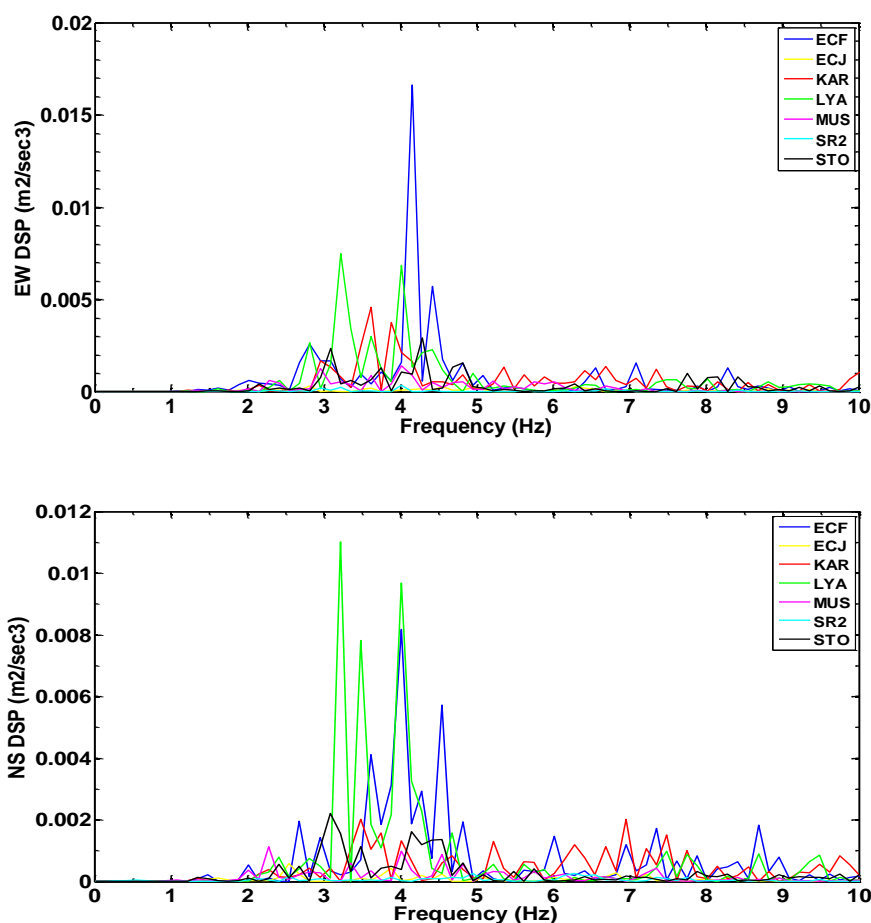 0.02
0.015
0.01
0.005
0
EW DSP (m2/sec3)
ECF
ECJ
KAR
LYA
MUS
SR2
STO
0 1 2 3 4 5 6 7 8 9 10
Frequency (Hz)
0.012
0.01
0.008
0.006
0.004
0.002
0
NS DSP (m2/sec3)
ECF
ECJ
KAR
LYA
MUS
SR2
STO
0 1 2 3 4 5 6 7 8 9 10
Frequency (Hz)